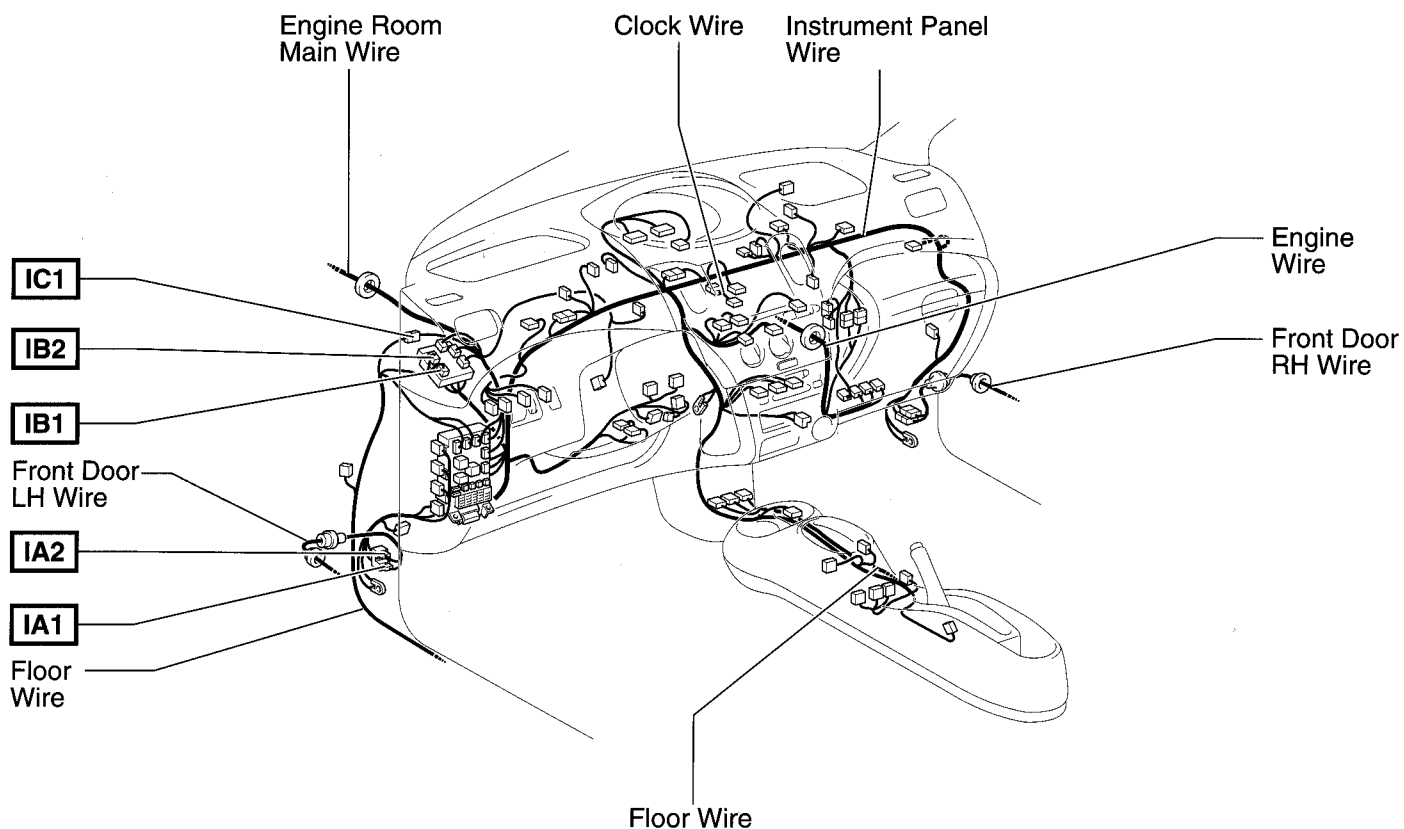 Engine Room
Main Wire
Clock Wire
Instrument Panel
Wire
Engine
Wire
Front Door
RH Wire
IC1
IB2
IB1
Front Door
LH Wire
IA2
IA1
Floor
Wire
Floor Wire